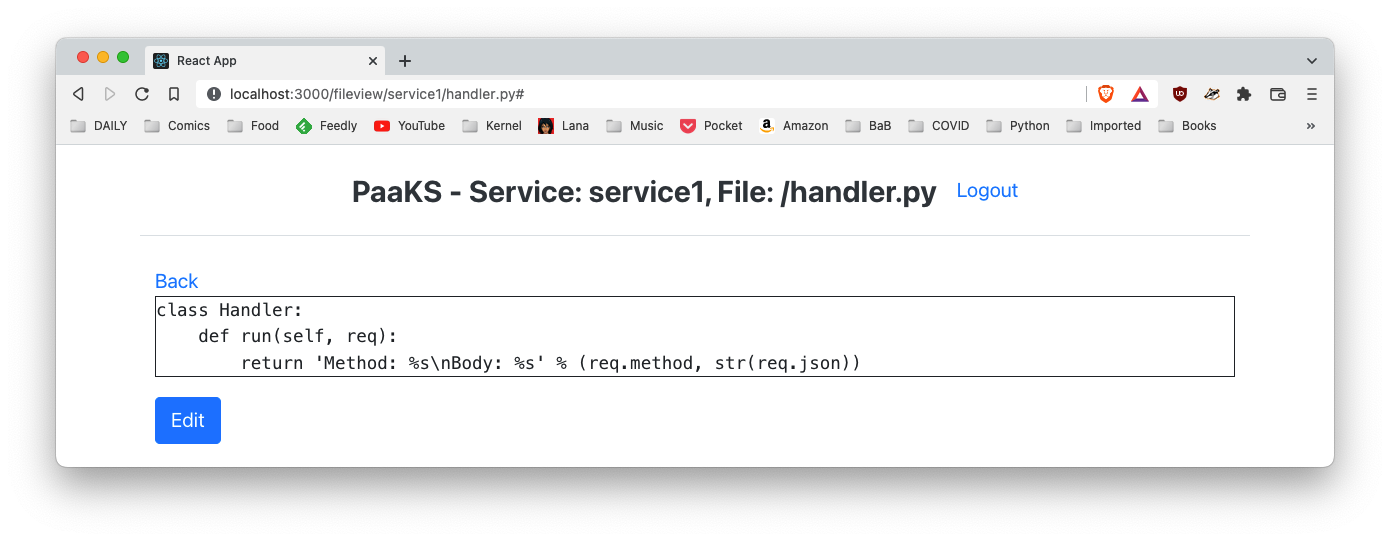 React App
localhost:3000/fileview/service1/handler.py#
DAILY Comics Food Feedly YouTube Kernel Lana Music Pocket Amazon BaB COVID Python Imported Books »
PaaKS - Service: service1, File: /handler.py Logout
Back
class Handler:
    def run(self, req):
        return 'Method: %s\nBody: %s' % (req.method, str(req.json))
Edit